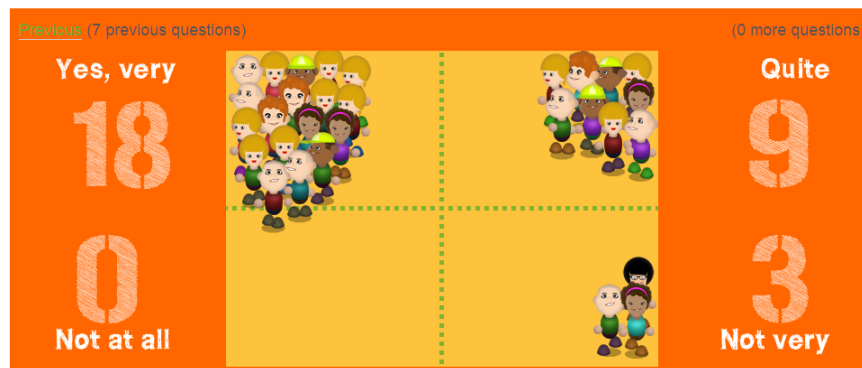 Previous (7 previous questions)
(0 more questions
Yes, very
18
Quite
9
0
Not at all
3
Not very